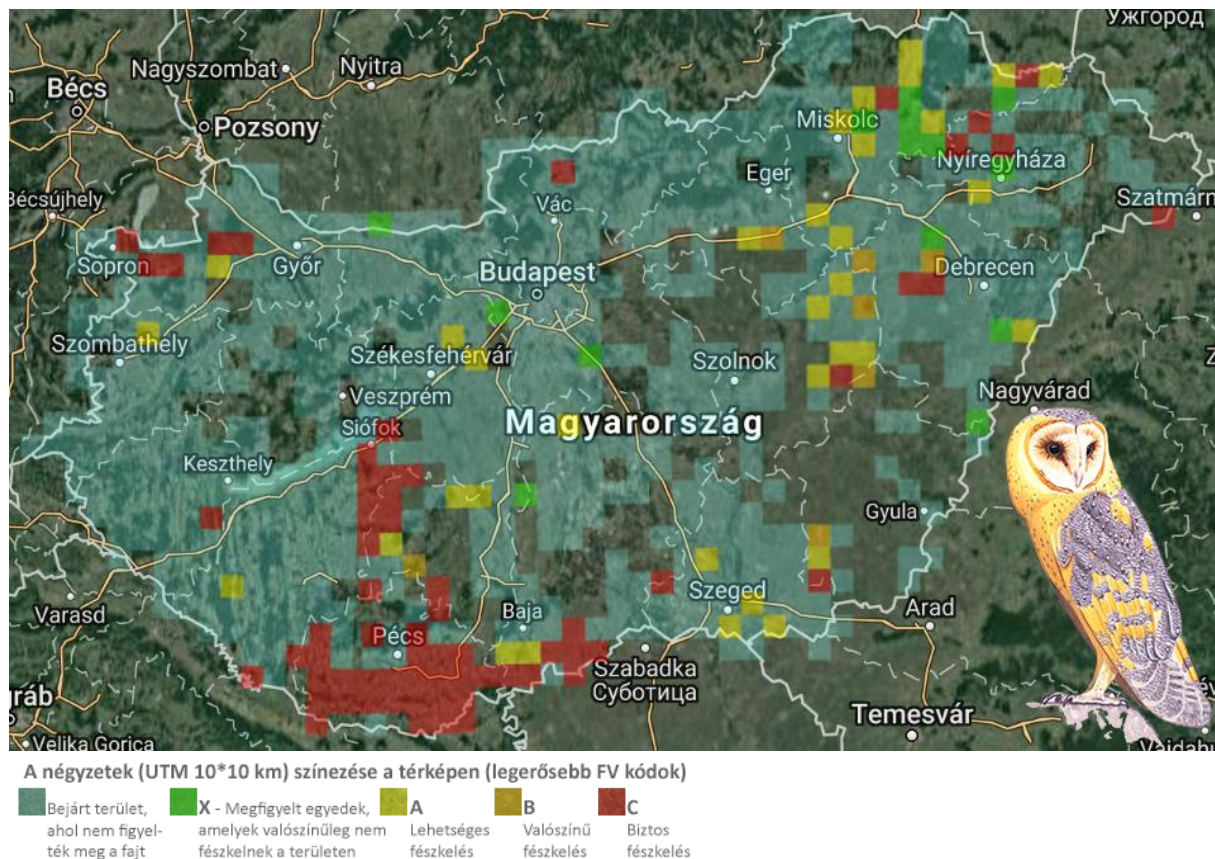 Ужгород
Nagyszombat
Nyitra
Bécs
Pozsony
Miskolc
Nyíregyháza
Eger
Bécsújhely
Vác
Szatmárn
Sopron
Győr
Budapest
Debrecen
Szombathely
Székesfehérvár
Szolnok
Veszprém
Nagyvárad
Magyarország
Siófok
Keszthely
Gyula
Varasd
Szeged
Arad
Baja
Pécs
Szabadka
Суботица
gráb
Temesvár
Velika Gorica
Vajdahu
A négyzetek (UTM 10*10 km) színezése a térképen (legerősebb FV kódok)
Bejárt terület,
ahol nem figyel-
ték meg a fajt
X - Megfigyelt egyedek,
amelyek valószínűleg nem
fészkelnek a területen
A
Lehetséges
fészkelés
B
Valószínű
fészkelés
C
Biztos
fészkelés